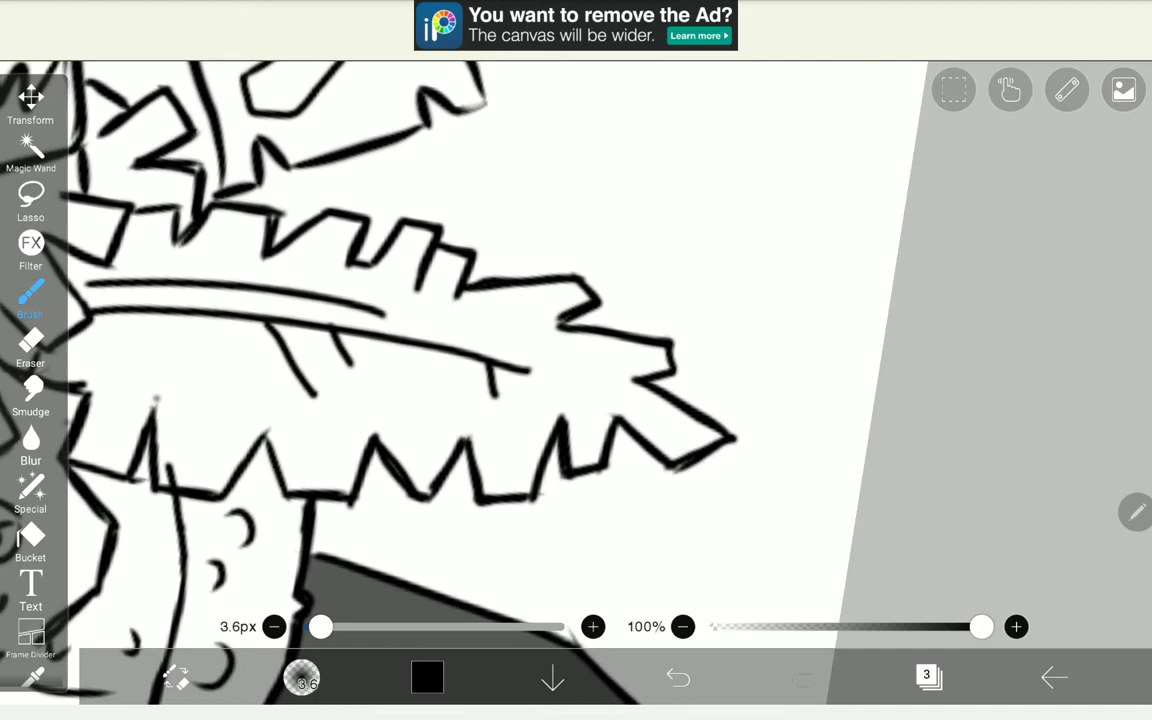 iP
You want to remove the Ad?
The canvas will be wider.
Learn more
Transform
Magic Wand
Lasso
FX
Filter
Brush
Eraser
Smudge
Blur
Special
Bucket
T
Text
Frame Divider
3.6px
100%
3.6
3